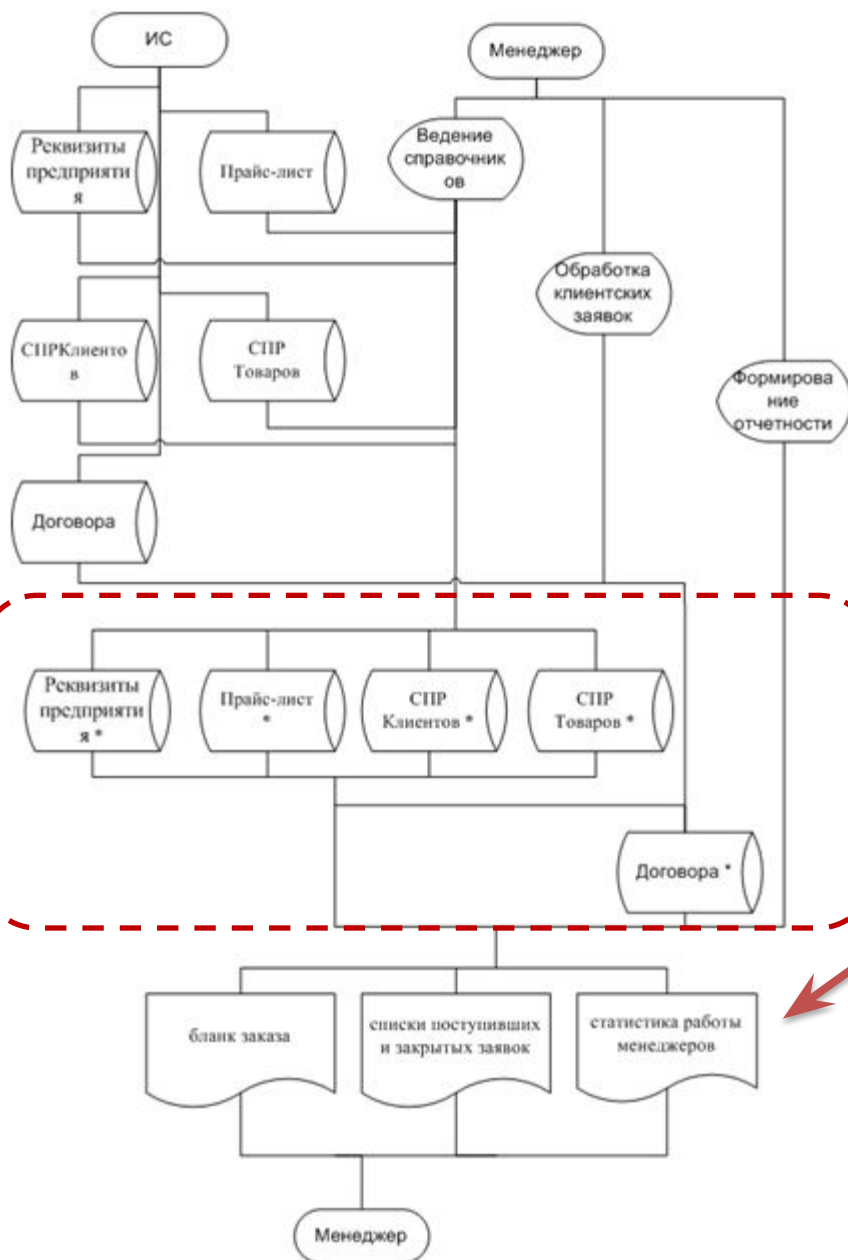 ИС
Менеджер
Реквизиты
предприяти
я
Прайс-лист
Ведение
справочник
ов
Обработка
клиентских
заявок
СПРКлиенто
в
СПР
Товаров
Формирова
ние
отчетности
Договора
Реквизиты
предприяти
я *
Прайс-лист
*
СПР
Клиентов *
СПР
Товаров *
Договора *
бланк заказа
списки поступивших
и закрытых заявок
статистика работы
менеджеров
Менеджер